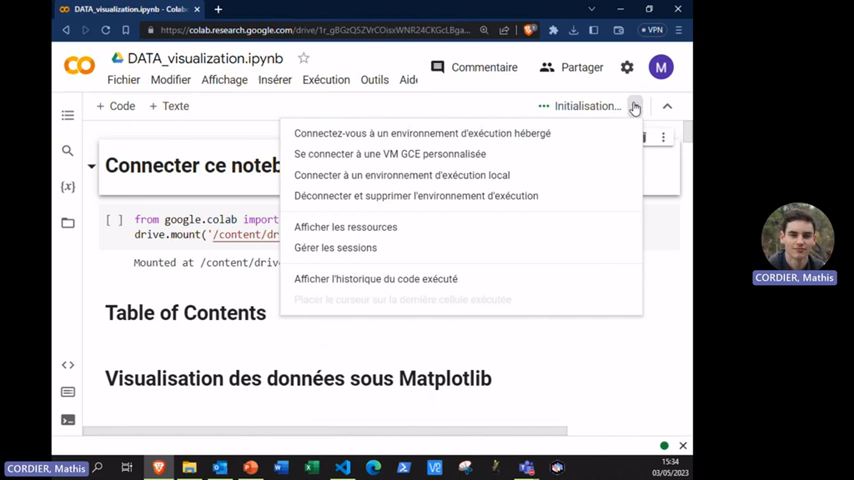 DATA_visualization.ipynb - Colab
https://colab.research.google.com/drive/1r_gBGzQ5ZVrCOisxWNR24CKGcLBga...
VPN
DATA_visualization.ipynb
Fichier Modifier Affichage Insérer Exécution Outils Aide
Commentaire
Partager
M
+ Code + Texte
Initialisation...
Connectez-vous à un environnement d'exécution hébergé
Se connecter à une VM GCE personnalisée
Connecter à un environnement d'exécution local
Déconnecter et supprimer l'environnement d'exécution
Afficher les ressources
Gérer les sessions
Afficher l'historique du code exécuté
Placer le curseur sur la dernière cellule exécutée
Connecter ce noteb
[ ] from google.colab import
drive.mount('/content/dr
Mounted at /content/driv
Table of Contents
Visualisation des données sous Matplotlib
CORDIER, Mathis
CORDIER, Mathis
15:34
03/05/2023